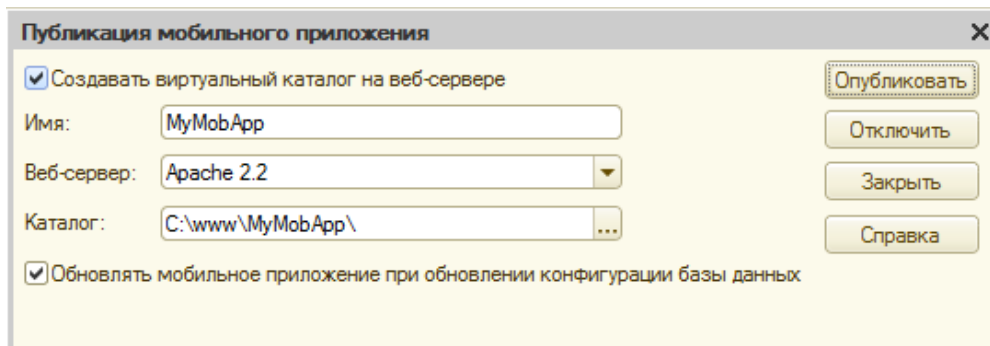 Публикация мобильного приложения
Создавать виртуальный каталог на веб-сервере
Опубликовать
Имя: MyMobApp
Отключить
Веб-сервер: Apache 2.2
Закрыть
Каталог: C:\www\MyMobApp\ ...
Справка
Обновлять мобильное приложение при обновлении конфигурации базы данных